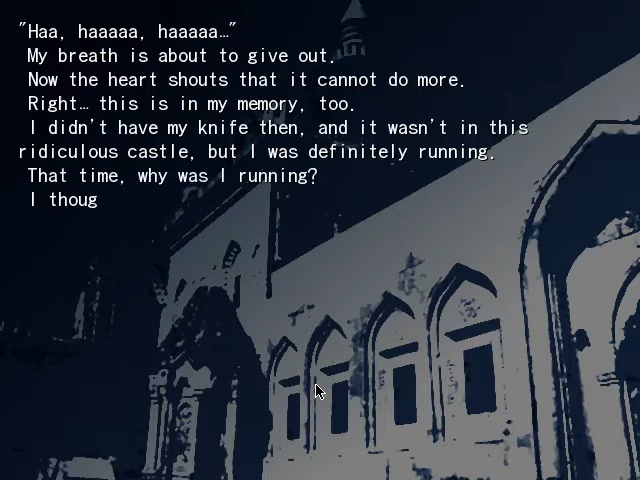 "Haa, haaaaa, haaaaa…"
My breath is about to give out.
Now the heart shouts that it cannot do more.
Right… this is in my memory, too.
I didn't have my knife then, and it wasn't in this
ridiculous castle, but I was definitely running.
That time, why was I running?
I thoug